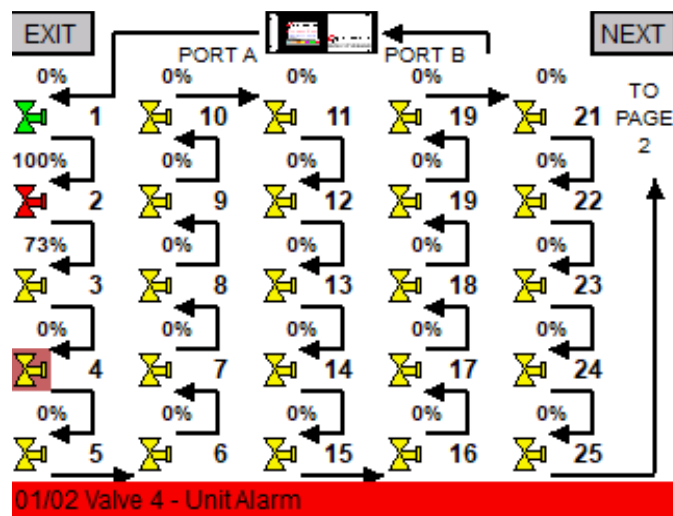 EXIT
NEXT
PORT A
PORT B
0% 0% 0% 0% 0%
TO
PAGE
2
1 10 11 19 21
100% 0% 0% 0% 0%
2 9 12 19 22
73% 0% 0% 0% 0%
3 8 13 18 23
0% 0% 0% 0% 0%
4 7 14 17 24
0% 0% 0% 0% 0%
5 6 15 16 25
01/02 Valve 4 - Unit Alarm